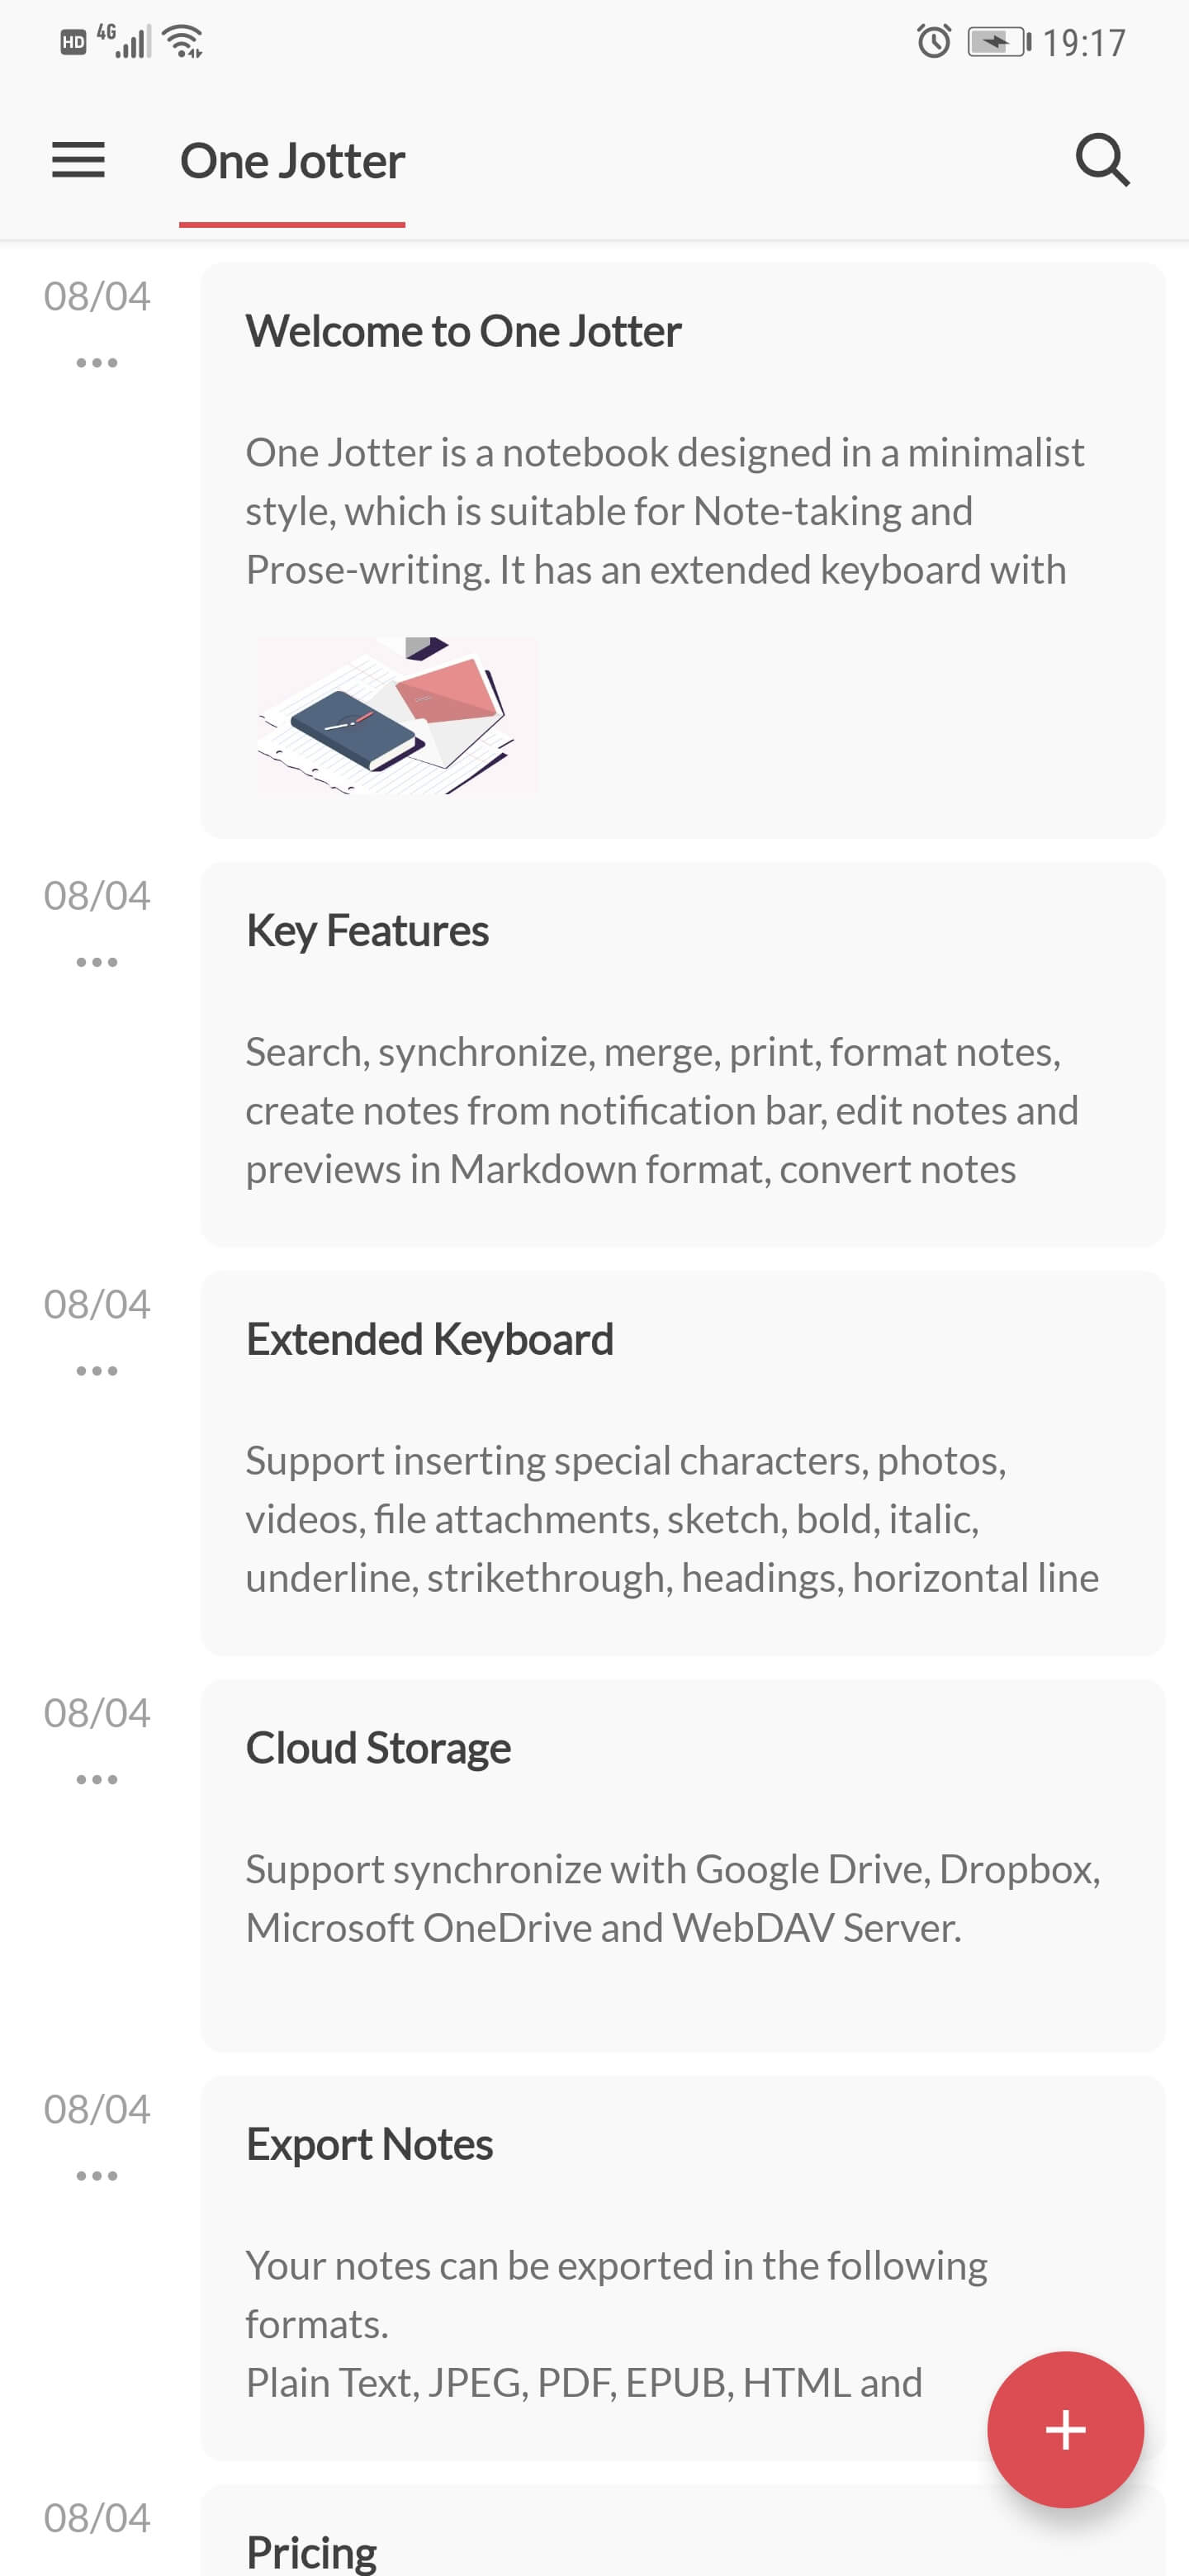 HD 4G 19:17
One Jotter
08/04
Welcome to One Jotter
One Jotter is a notebook designed in a minimalist
style, which is suitable for Note-taking and
Prose-writing. It has an extended keyboard with
08/04
Key Features
Search, synchronize, merge, print, format notes,
create notes from notification bar, edit notes and
previews in Markdown format, convert notes
08/04
Extended Keyboard
Support inserting special characters, photos,
videos, file attachments, sketch, bold, italic,
underline, strikethrough, headings, horizontal line
08/04
Cloud Storage
Support synchronize with Google Drive, Dropbox,
Microsoft OneDrive and WebDAV Server.
08/04
Export Notes
Your notes can be exported in the following
formats.
Plain Text, JPEG, PDF, EPUB, HTML and
08/04
Pricing